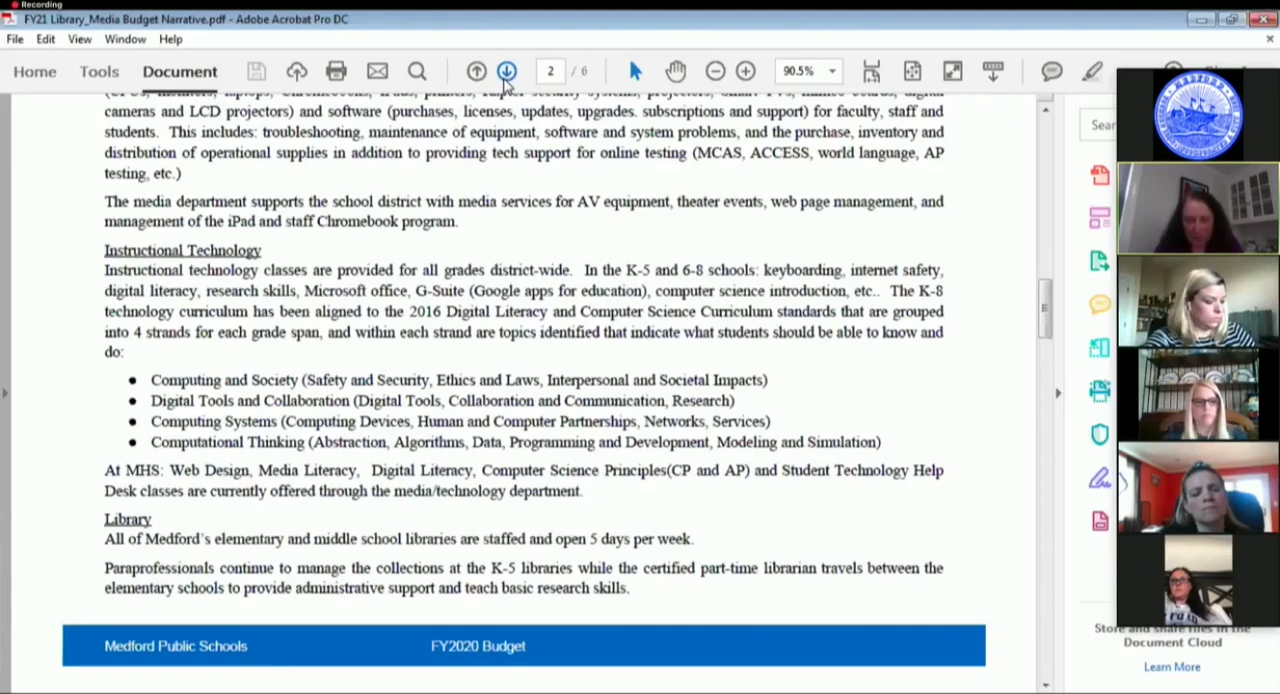 Recording
FY21 Library_Media Budget Narrative.pdf - Adobe Acrobat Pro DC
File Edit View Window Help
Home Tools Document 2 / 6 90.5%
cameras and LCD projectors) and software (purchases, licenses, updates, upgrades. subscriptions and support) for faculty, staff and
students. This includes: troubleshooting, maintenance of equipment, software and system problems, and the purchase, inventory and
distribution of operational supplies in addition to providing tech support for online testing (MCAS, ACCESS, world language, AP
testing, etc.)
The media department supports the school district with media services for AV equipment, theater events, web page management, and
management of the iPad and staff Chromebook program.
Instructional Technology
Instructional technology classes are provided for all grades district-wide. In the K-5 and 6-8 schools: keyboarding, internet safety,
digital literacy, research skills, Microsoft office, G-Suite (Google apps for education), computer science introduction, etc.. The K-8
technology curriculum has been aligned to the 2016 Digital Literacy and Computer Science Curriculum standards that are grouped
into 4 strands for each grade span, and within each strand are topics identified that indicate what students should be able to know and
do:
● Computing and Society (Safety and Security, Ethics and Laws, Interpersonal and Societal Impacts)
● Digital Tools and Collaboration (Digital Tools, Collaboration and Communication, Research)
● Computing Systems (Computing Devices, Human and Computer Partnerships, Networks, Services)
● Computational Thinking (Abstraction, Algorithms, Data, Programming and Development, Modeling and Simulation)
At MHS: Web Design, Media Literacy, Digital Literacy, Computer Science Principles(CP and AP) and Student Technology Help
Desk classes are currently offered through the media/technology department.
Library
All of Medford's elementary and middle school libraries are staffed and open 5 days per week.
Paraprofessionals continue to manage the collections at the K-5 libraries while the certified part-time librarian travels between the
elementary schools to provide administrative support and teach basic research skills.
Medford Public Schools FY2020 Budget
Sear
Store and share files in the
Document Cloud
Learn More